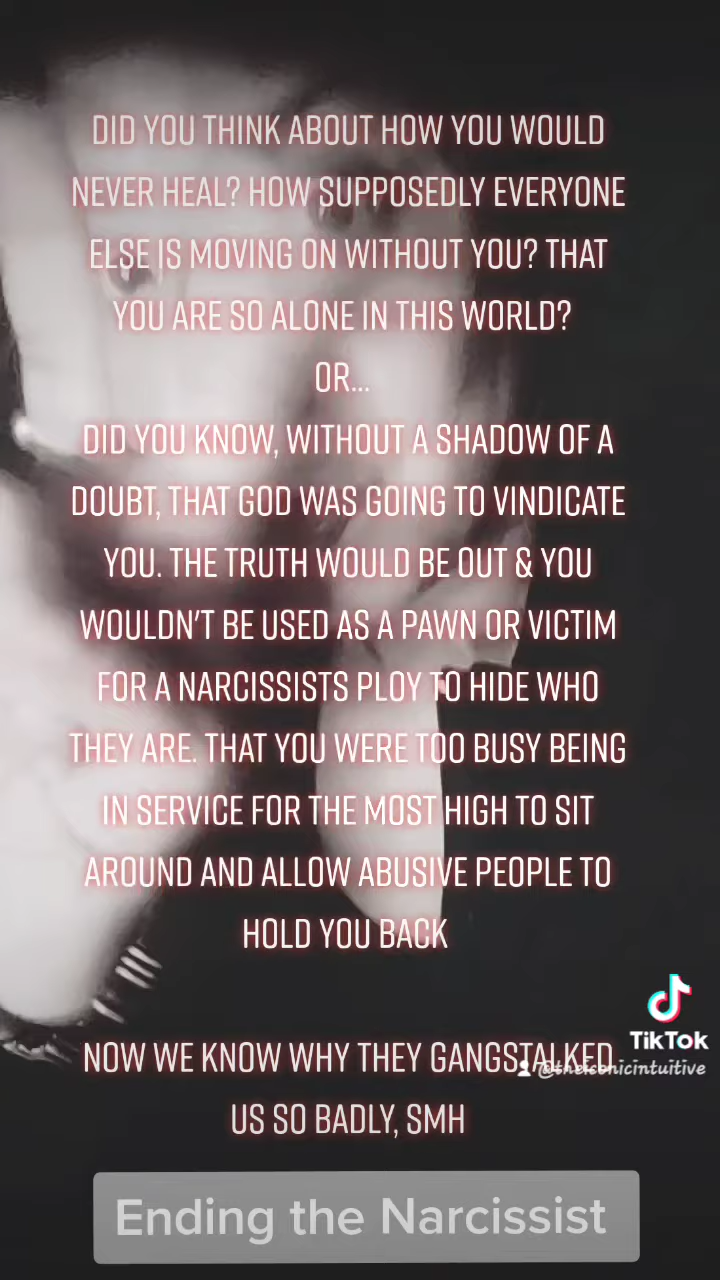 DID YOU THINK ABOUT HOW YOU WOULD
NEVER HEAL? HOW SUPPOSEDLY EVERYONE
ELSE IS MOVING ON WITHOUT YOU? THAT
YOU ARE SO ALONE IN THIS WORLD?
OR...
DID YOU KNOW, WITHOUT A SHADOW OF A
DOUBT, THAT GOD WAS GOING TO VINDICATE
YOU. THE TRUTH WOULD BE OUT & YOU
WOULDN'T BE USED AS A PAWN OR VICTIM
FOR A NARCISSISTS PLOY TO HIDE WHO
THEY ARE. THAT YOU WERE TOO BUSY BEING
IN SERVICE FOR THE MOST HIGH TO SIT
AROUND AND ALLOW ABUSIVE PEOPLE TO
HOLD YOU BACK
NOW WE KNOW WHY THEY GANGSTALKED
US SO BADLY, SMH
TikTok
@theiconicintuitive
Ending the Narcissist